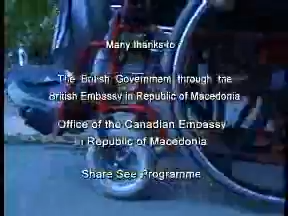 Many thanks to
The British Government through the
British Embassy in Republic of Macedonia
Office of the Canadian Embassy
in Republic of Macedonia
Share See Programme